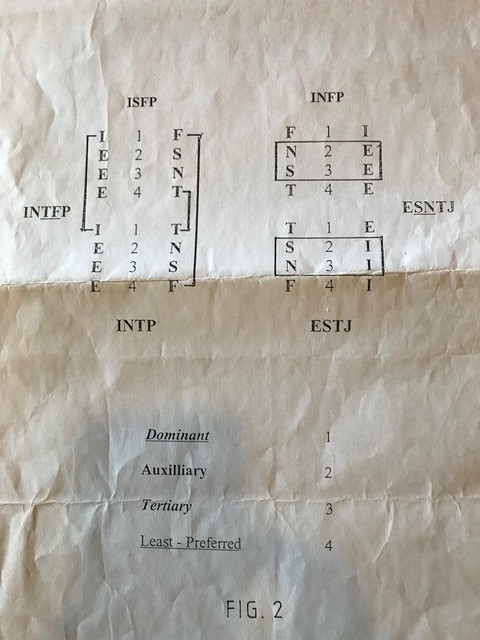 ISFP INFP
I 1 F F 1 I
E 2 S N 2 E
E 3 N S 3 E
E 4 T T 4 E
INTFP ESNTJ
I 1 T T 1 E
E 2 N S 2 I
E 3 S N 3 I
E 4 F F 4 I
INTP ESTJ
Dominant 1
Auxilliary 2
Tertiary 3
Least - Preferred 4
FIG. 2